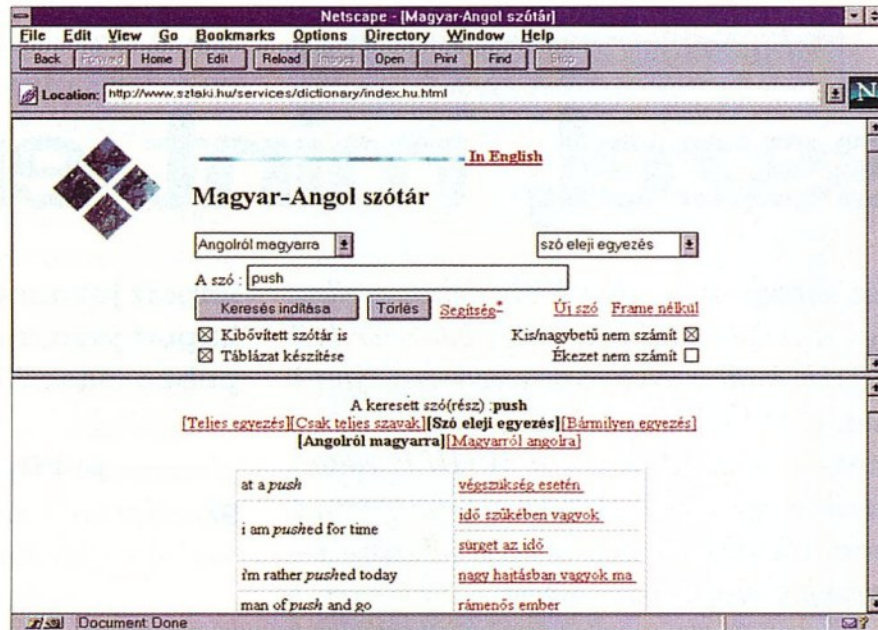 Netscape - [Magyar-Angol szótár]
File Edit View Go Bookmarks Options Directory Window Help
Back Forward Home Edit Reload Images Open Print Find Stop
Location: http://www.sztaki.hu/services/dictionary/index.hu.html
N
In English
Magyar-Angol szótár
Angolról magyarra szó eleji egyezés
A szó : push
Keresés indítása Törlés Segítség* Új szó Frame nélkül
Kibővített szótár is Kis/nagybetű nem számít
Táblázat készítése Ékezet nem számít
A keresett szó(rész) :push
[Teljes egyezés][Csak teljes szavak][Szó eleji egyezés][Bármilyen egyezés]
[Angolról magyarra][Magyarról angolra]
at a push végszükség esetén
i am pushed for time idő szűkében vagyok
sürget az idő
i'm rather pushed today nagy hajtásban vagyok ma
man of push and go rámenős ember
Document: Done